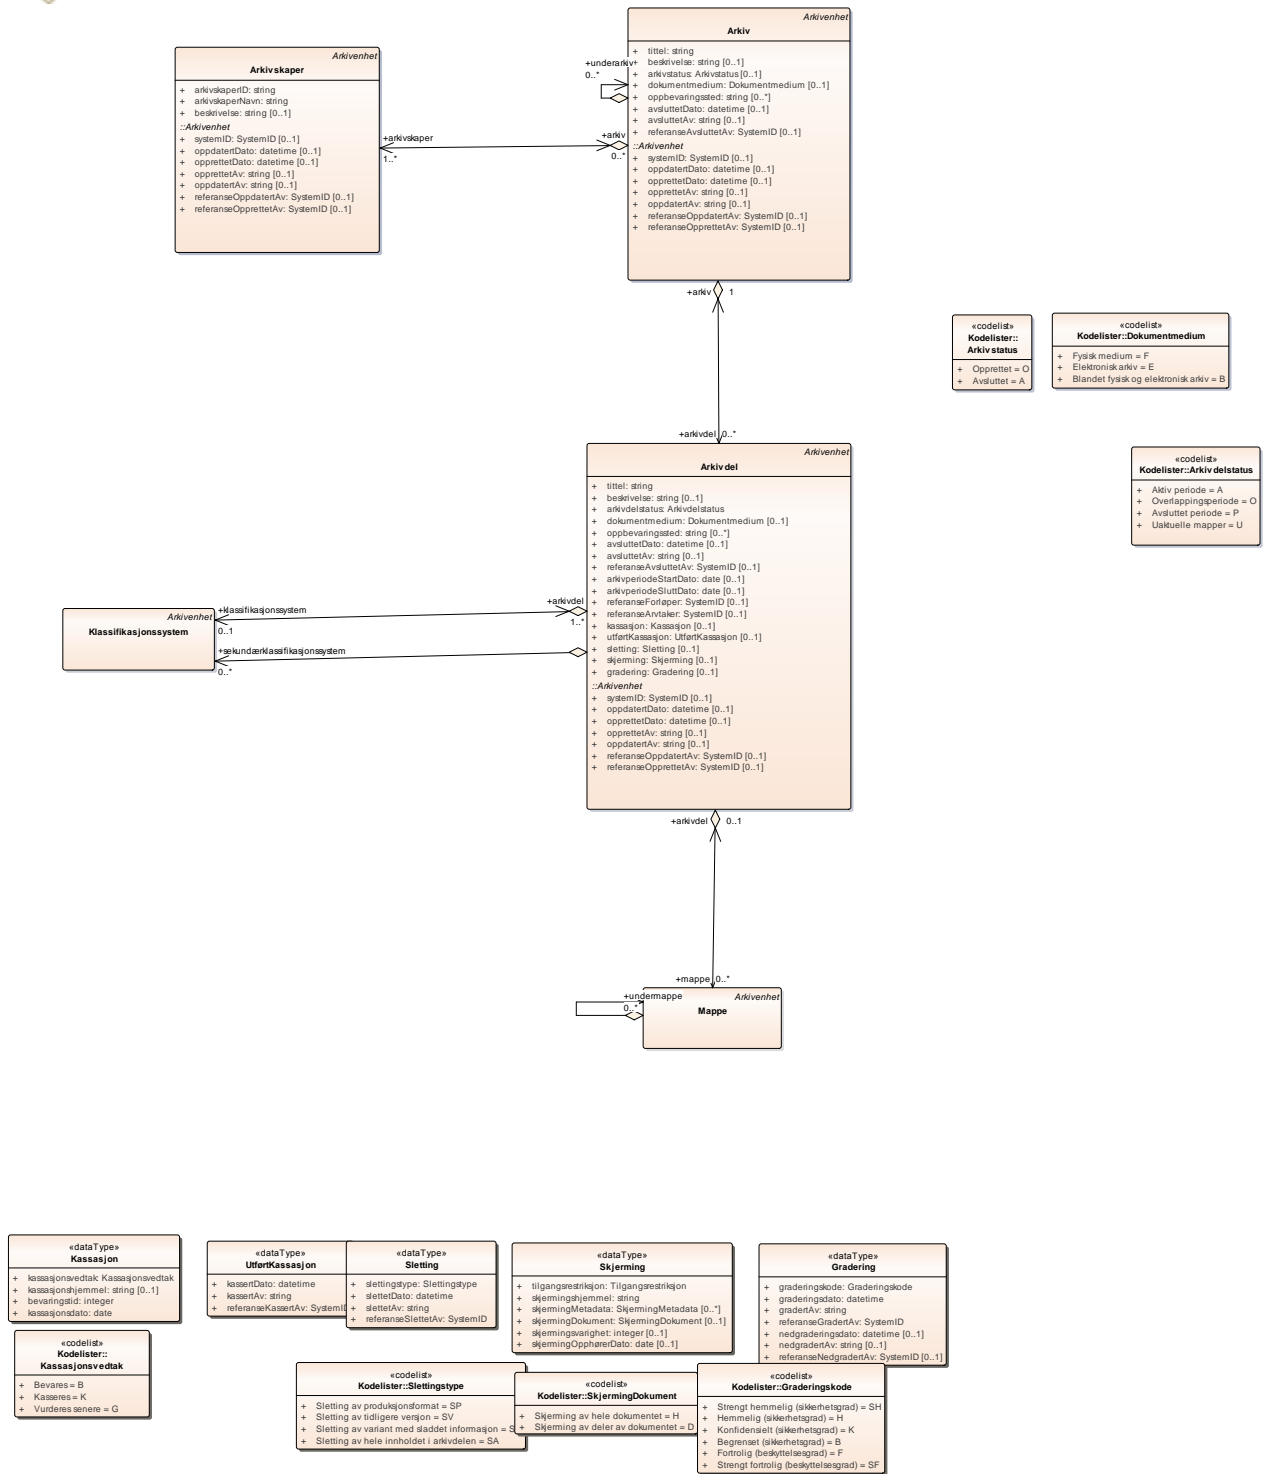 Arkivenhet
Arkiv
+ tittel: string
+ beskrivelse: string [0..1]
+ arkivstatus: Arkivstatus [0..1]
+ dokumentmedium: Dokumentmedium [0..1]
+ oppbevaringssted: string [0..*]
+ avsluttetDato: datetime [0..1]
+ avsluttetAv: string [0..1]
+ referanseAvsluttetAv: SystemID [0..1]
::Arkivenhet
+ systemID: SystemID [0..1]
+ oppdatertDato: datetime [0..1]
+ opprettetDato: datetime [0..1]
+ opprettetAv: string [0..1]
+ oppdatertAv: string [0..1]
+ referanseOppdatertAv: SystemID [0..1]
+ referanseOpprettetAv: SystemID [0..1]
+underarkiv
0..*
Arkivenhet
Arkivskaper
+ arkivskaperID: string
+ arkivskaperNavn: string
+ beskrivelse: string [0..1]
::Arkivenhet
+ systemID: SystemID [0..1]
+ oppdatertDato: datetime [0..1]
+ opprettetDato: datetime [0..1]
+ opprettetAv: string [0..1]
+ oppdatertAv: string [0..1]
+ referanseOppdatertAv: SystemID [0..1]
+ referanseOpprettetAv: SystemID [0..1]
+arkivskaper
1..*
+arkiv
0..*
+arkiv 1
+arkivdel 0..*
«codelist»
Kodelister::
Arkivstatus
+ Opprettet = O
+ Avsluttet = A
«codelist»
Kodelister::Dokumentmedium
+ Fysisk medium = F
+ Elektronisk arkiv = E
+ Blandet fysisk og elektronisk arkiv = B
«codelist»
Kodelister::Arkivdelstatus
+ Aktiv periode = A
+ Overlappingsperiode = O
+ Avsluttet periode = P
+ Uaktuelle mapper = U
Arkivenhet
Arkivdel
+ tittel: string
+ beskrivelse: string [0..1]
+ arkivdelstatus: Arkivdelstatus
+ dokumentmedium: Dokumentmedium [0..1]
+ oppbevaringssted: string [0..*]
+ avsluttetDato: datetime [0..1]
+ avsluttetAv: string [0..1]
+ referanseAvsluttetAv: SystemID [0..1]
+ arkivperiodeStartDato: date [0..1]
+ arkivperiodeSluttDato: date [0..1]
+ referanseForløper: SystemID [0..1]
+ referanseArvtaker: SystemID [0..1]
+ kassasjon: Kassasjon [0..1]
+ utførtKassasjon: UtførtKassasjon [0..1]
+ sletting: Sletting [0..1]
+ skjerming: Skjerming [0..1]
+ gradering: Gradering [0..1]
::Arkivenhet
+ systemID: SystemID [0..1]
+ oppdatertDato: datetime [0..1]
+ opprettetDato: datetime [0..1]
+ opprettetAv: string [0..1]
+ oppdatertAv: string [0..1]
+ referanseOppdatertAv: SystemID [0..1]
+ referanseOpprettetAv: SystemID [0..1]
Arkivenhet
Klassifikasjonssystem
+klassifikasjonssystem
0..1
+arkivdel
1..*
+sekundærklassifikasjonssystem
0..*
+arkivdel 0..1
+mappe 0..*
+undermappe
0..*
Arkivenhet
Mappe
«dataType»
Kassasjon
+ kassasjonsvedtak: Kassasjonsvedtak
+ kassasjonshjemmel: string [0..1]
+ bevaringstid: integer
+ kassasjonsdato: date
«dataType»
UtførtKassasjon
+ kassertDato: datetime
+ kassertAv: string
+ referanseKassertAv: SystemID
«dataType»
Sletting
+ slettingstype: Slettingstype
+ slettetDato: datetime
+ slettetAv: string
+ referanseSlettetAv: SystemID
«dataType»
Skjerming
+ tilgangsrestriksjon: Tilgangsrestriksjon
+ skjermingshjemmel: string
+ skjermingMetadata: SkjermingMetadata [0..*]
+ skjermingDokument: SkjermingDokument [0..1]
+ skjermingsvarighet: integer [0..1]
+ skjermingOpphørerDato: date [0..1]
«dataType»
Gradering
+ graderingskode: Graderingskode
+ graderingsdato: datetime
+ gradertAv: string
+ referanseGradertAv: SystemID
+ nedgraderingsdato: datetime [0..1]
+ nedgradertAv: string [0..1]
+ referanseNedgradertAv: SystemID [0..1]
«codelist»
Kodelister::
Kassasjonsvedtak
+ Bevares = B
+ Kasseres = K
+ Vurderes senere = G
«codelist»
Kodelister::Slettingstype
+ Sletting av produksjonsformat = SP
+ Sletting av tidligere versjon = SV
+ Sletting av variant med sladdet informasjon = S
+ Sletting av hele innholdet i arkivdelen = SA
«codelist»
Kodelister::SkjermingDokument
+ Skjerming av hele dokumentet = H
+ Skjerming av deler av dokumentet = D
«codelist»
Kodelister::Graderingskode
+ Strengt hemmelig (sikkerhetsgrad) = SH
+ Hemmelig (sikkerhetsgrad) = H
+ Konfidensielt (sikkerhetsgrad) = K
+ Begrenset (sikkerhetsgrad) = B
+ Fortrolig (beskyttelsesgrad) = F
+ Strengt fortrolig (beskyttelsesgrad) = SF